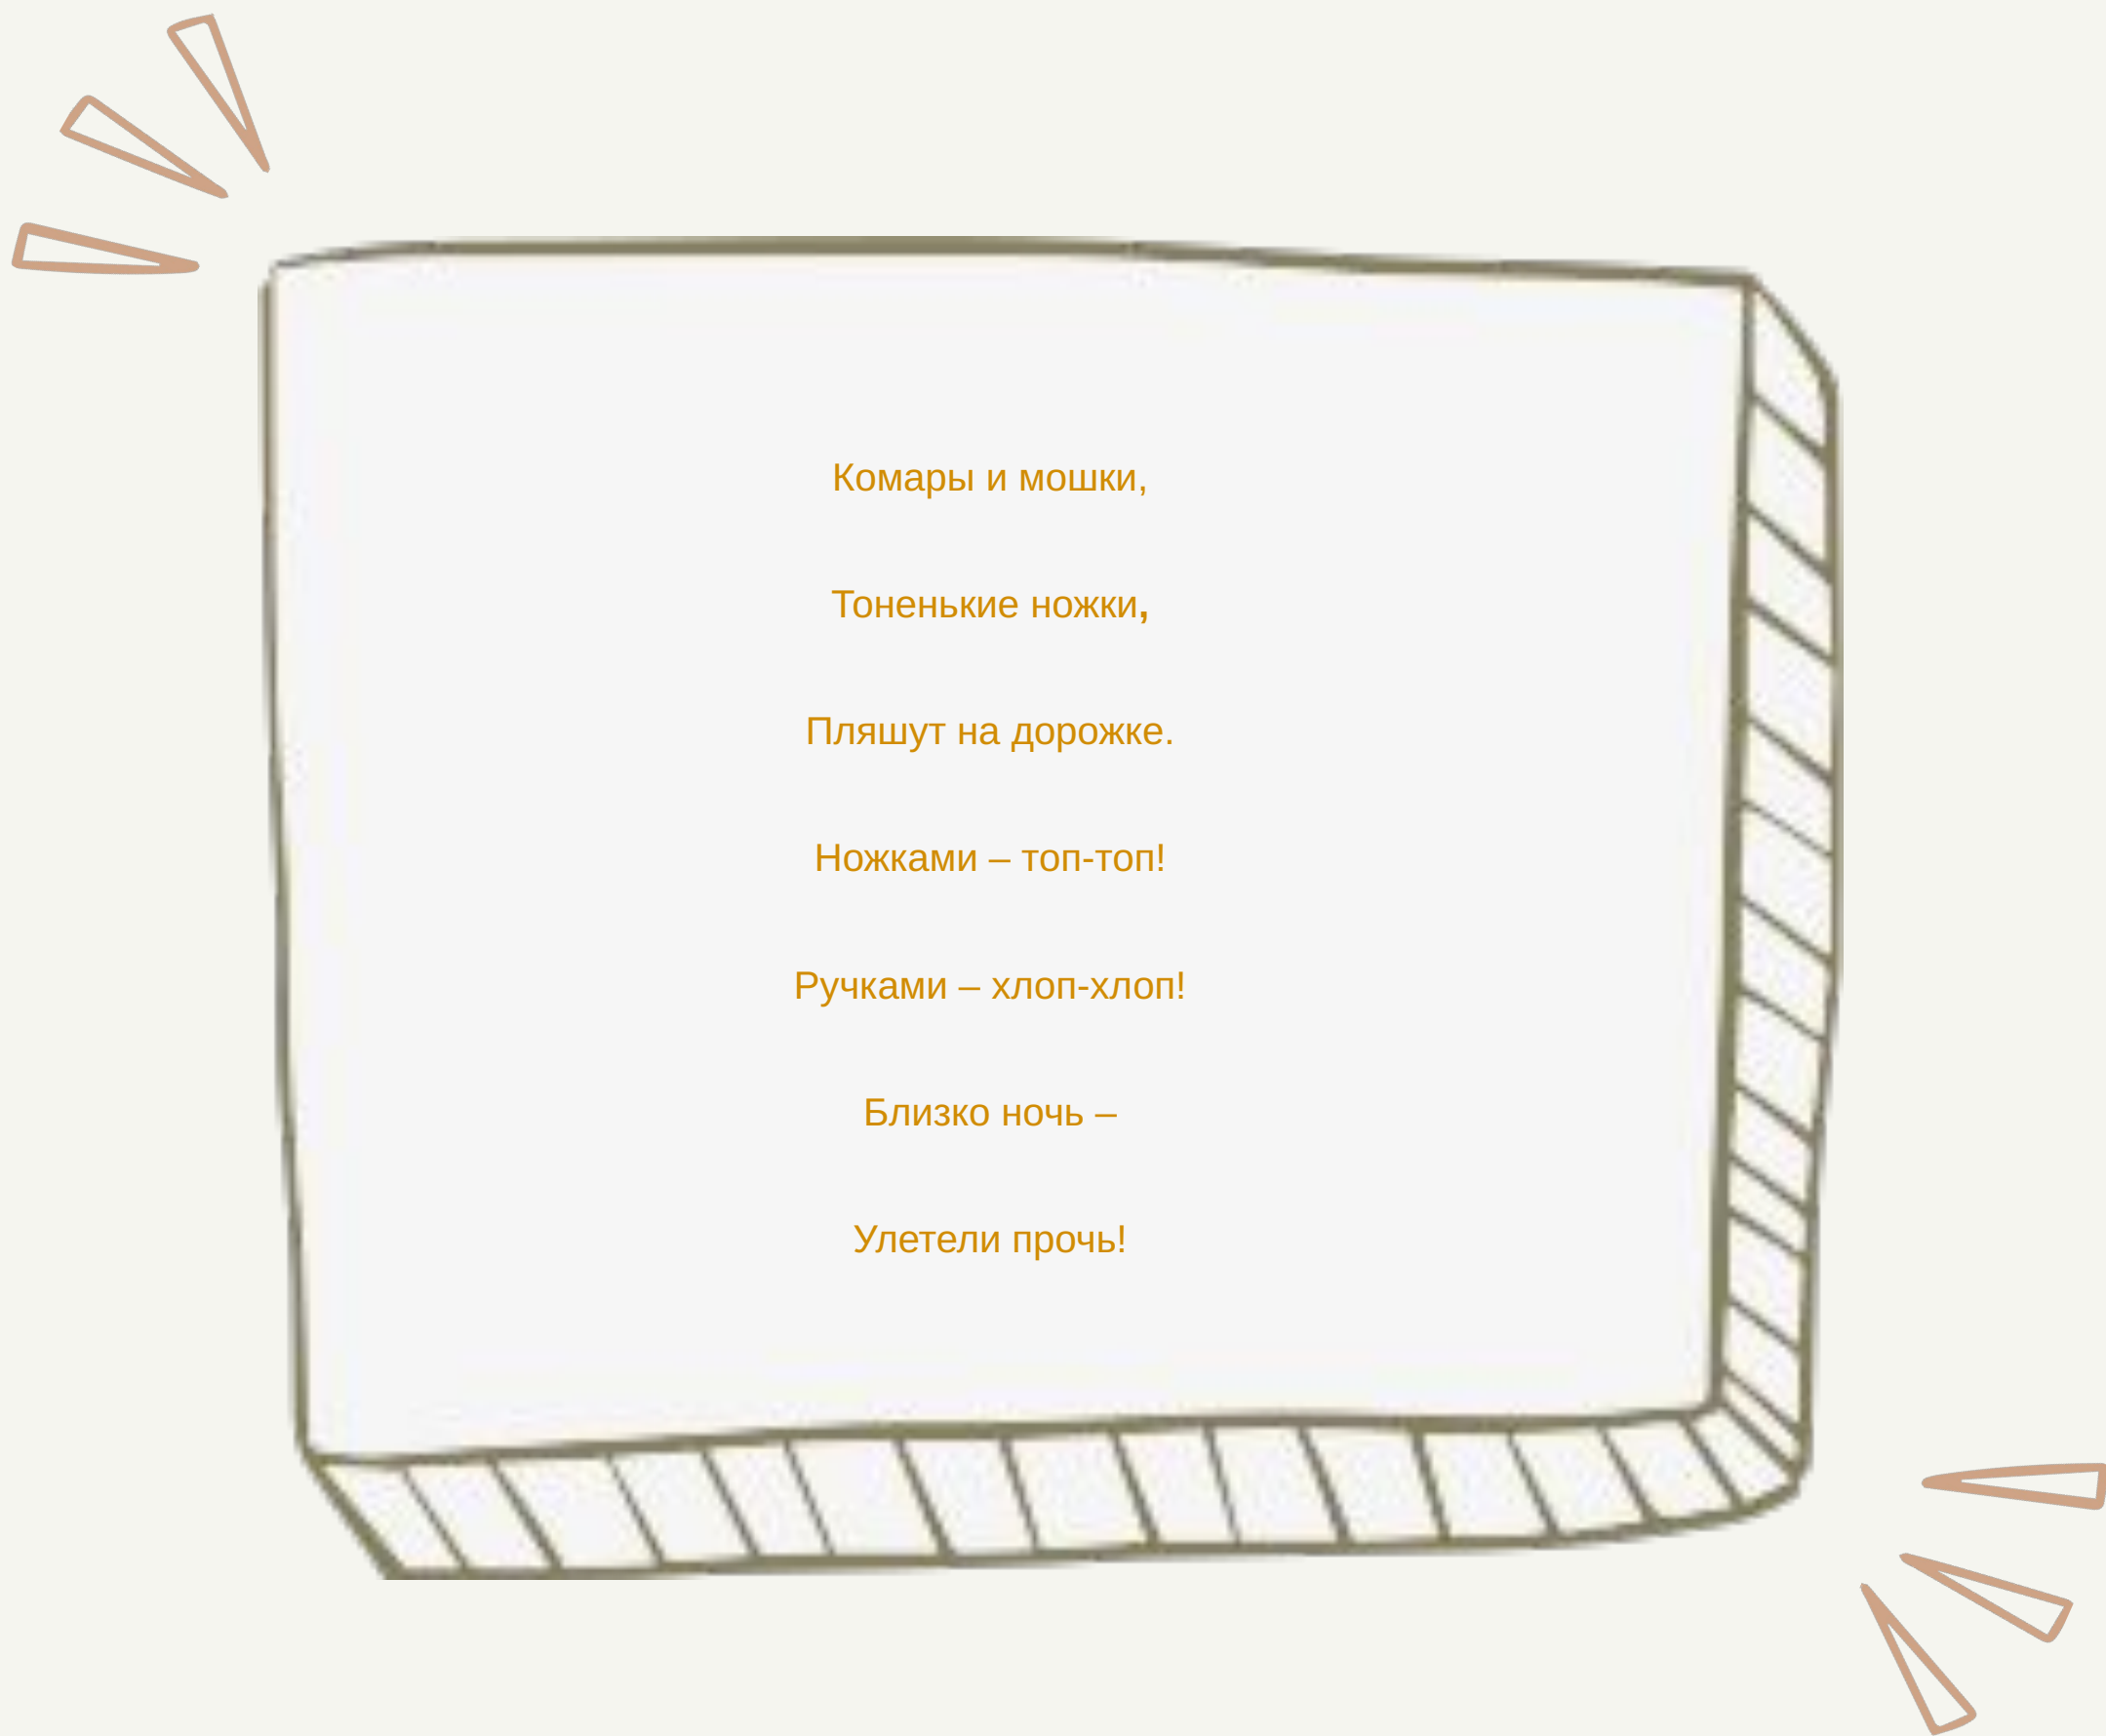 Комары и мошки,
Тоненькие ножки,
Пляшут на дорожке.
Ножками – топ-топ!
Ручками – хлоп-хлоп!
Близко ночь –
Улетели прочь!